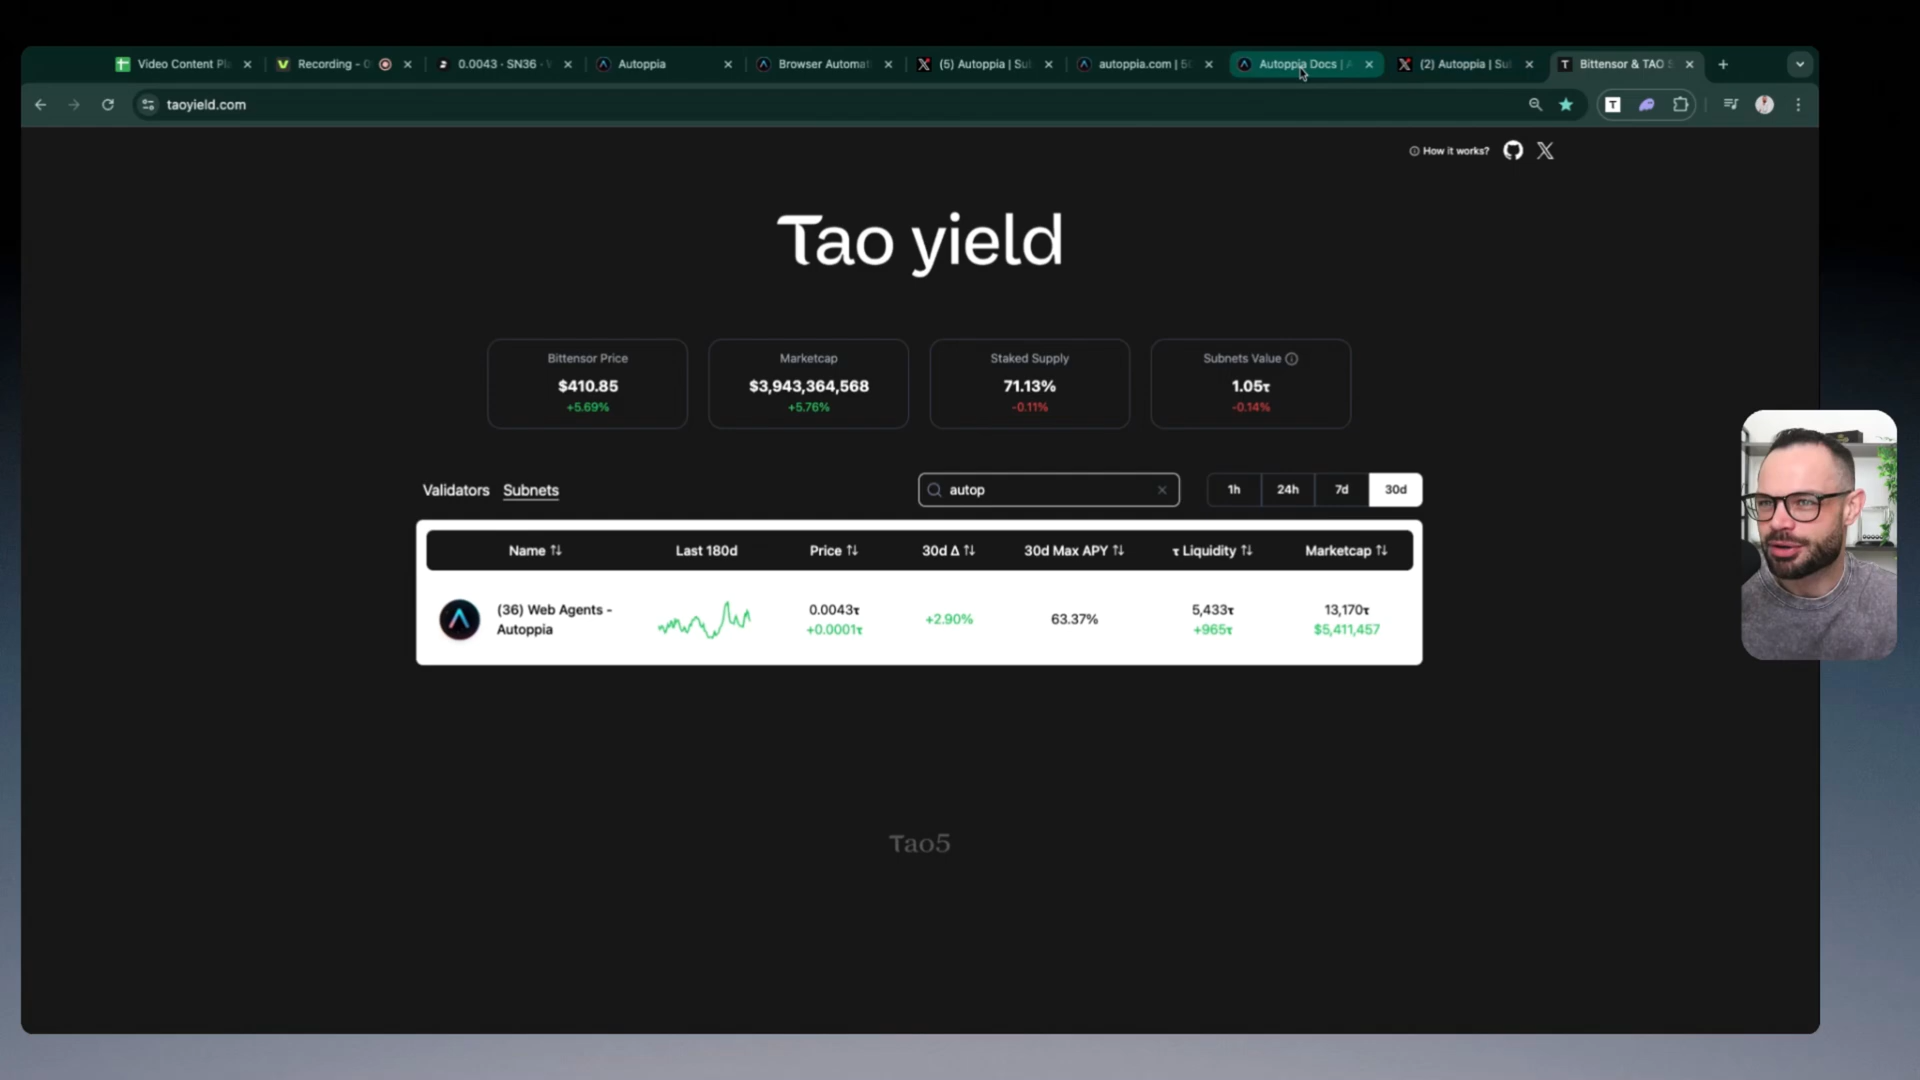 Video Content Pl
Recording - 0
0.0043 · SN36 ·
Autoppia
Browser Automat
(5) Autoppia | Su
autoppia.com | 5
Autoppia Docs | A
(2) Autoppia | Su
Bittensor & TAO S
taoyield.com
How it works?
Tao yield
Bittensor Price
$410.85
+5.69%
Marketcap
$3,943,364,568
+5.76%
Staked Supply
71.13%
-0.11%
Subnets Value
1.05τ
-0.14%
Validators
Subnets
autop
1h
24h
7d
30d
Name
Last 180d
Price
30d Δ
30d Max APY
τ Liquidity
Marketcap
(36) Web Agents -
Autoppia
0.0043τ
+0.0001τ
+2.90%
63.37%
5,433τ
+965τ
13,170τ
$5,411,457
Tao5